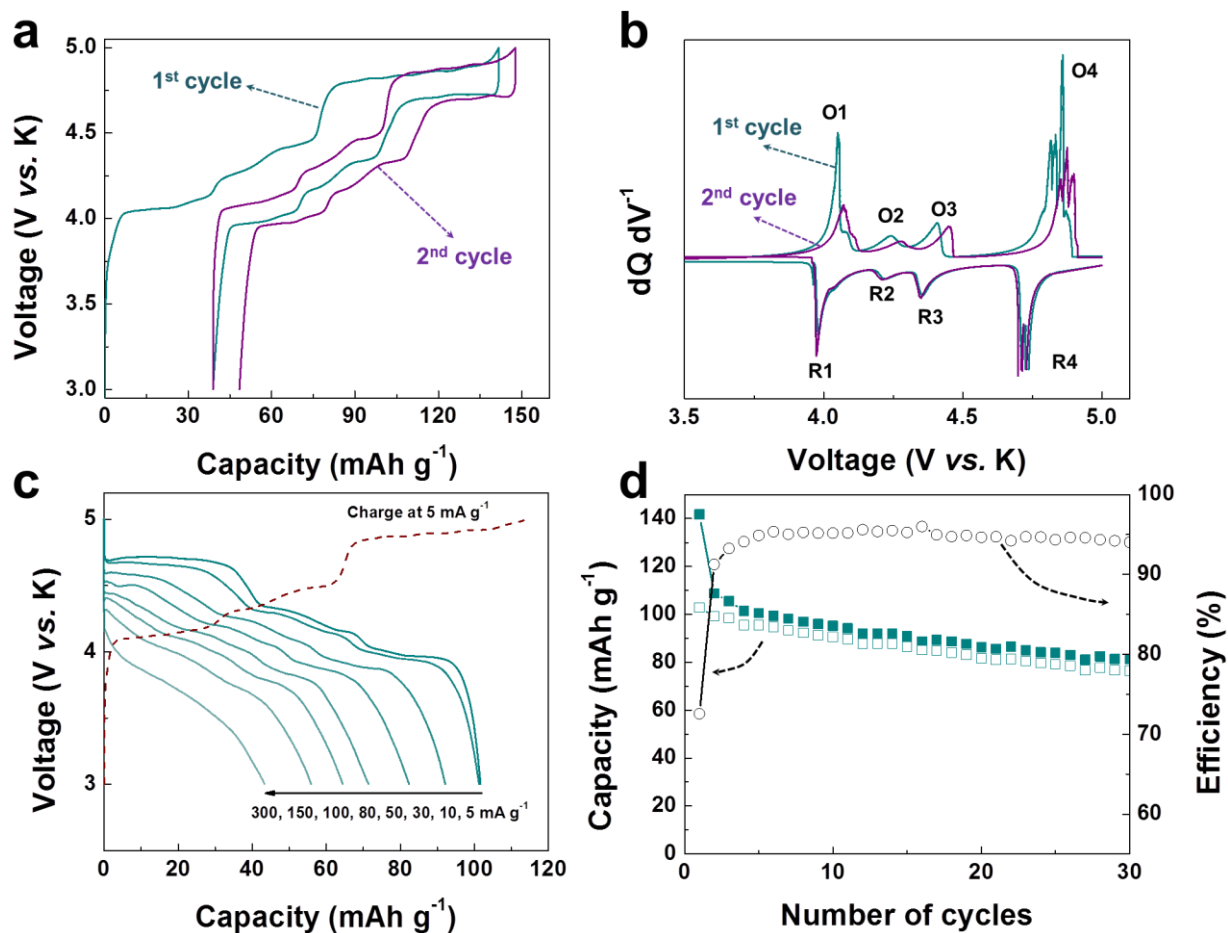 a
5.0
4.5
4.0
3.5
3.0
Voltage (V vs. K)
1st cycle
2nd cycle
0 30 60 90 120 150
Capacity (mAh g-1)
b
dQ dV-1
O1
O2
O3
O4
1st cycle
2nd cycle
R1
R2
R3
R4
3.5 4.0 4.5 5.0
Voltage (V vs. K)
c
5
4
3
Voltage (V vs. K)
Charge at 5 mA g-1
300, 150, 100, 80, 50, 30, 10, 5 mA g-1
0 20 40 60 80 100 120
Capacity (mAh g-1)
d
140
120
100
80
60
40
20
0
Capacity (mAh g-1)
100
90
80
70
60
Efficiency (%)
0 10 20 30
Number of cycles